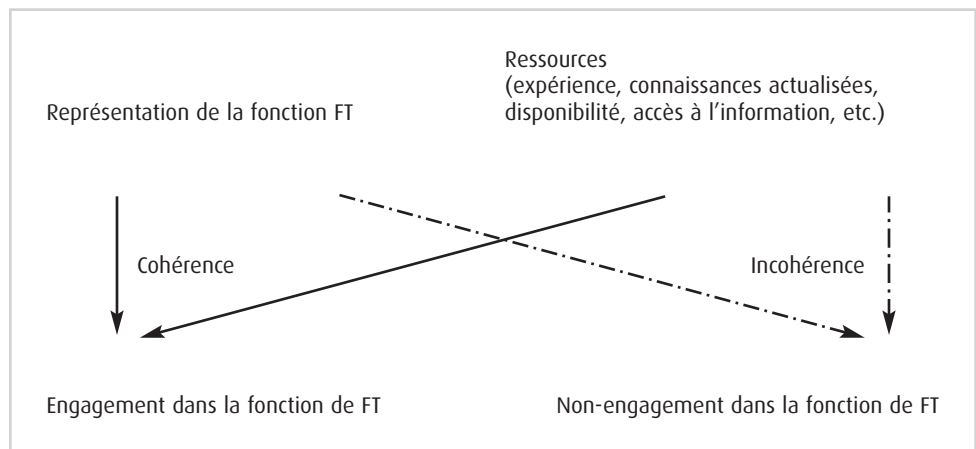 Représentation de la fonction FT
Ressources
(expérience, connaissances actualisées,
disponibilité, accès à l'information, etc.)
Cohérence
Incohérence
Engagement dans la fonction de FT
Non-engagement dans la fonction de FT